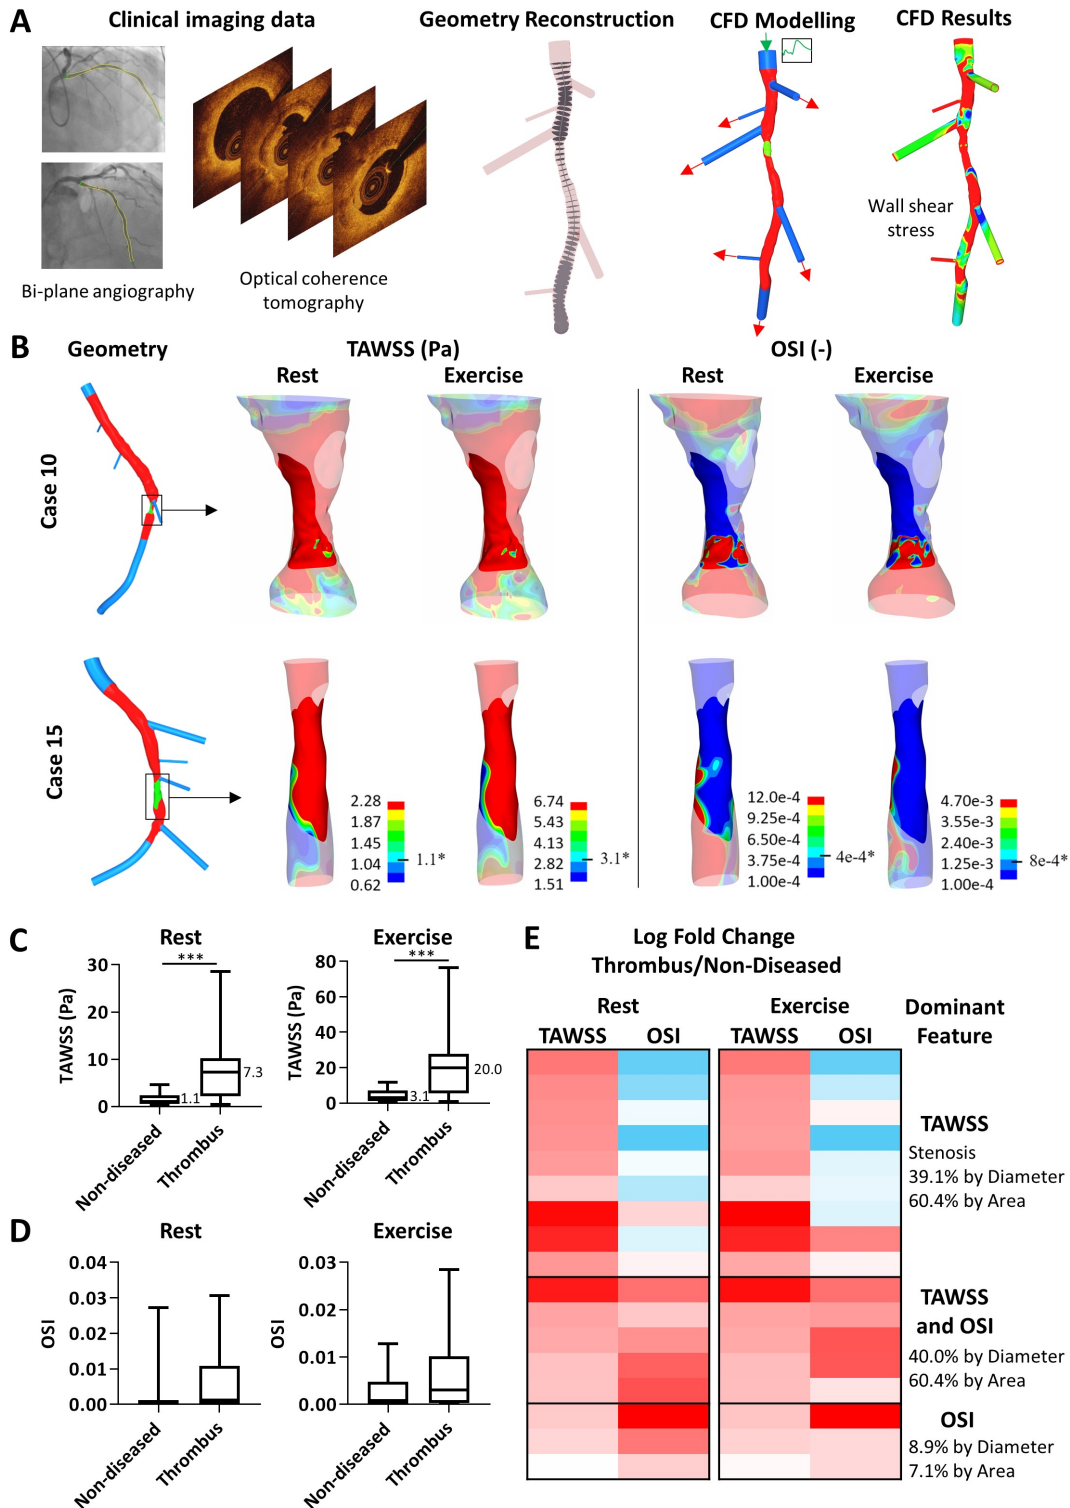 A
Clinical imaging data
Geometry Reconstruction
CFD Modelling
CFD Results
Bi-plane angiography
Optical coherence
tomography
Wall shear
stress
B
Geometry
TAWSS (Pa)
OSI (-)
Rest
Exercise
Rest
Exercise
Case 10
Case 15
2.28
1.87
1.45
1.04
0.62
1.1*
6.74
5.43
4.13
2.82
1.51
3.1*
12.0e-4
9.25e-4
6.50e-4
3.75e-4
1.00e-4
4e-4*
4.70e-3
3.55e-3
2.40e-3
1.25e-3
1.00e-4
8e-4*
C
Rest
***
TAWSS (Pa)
30
20
10
0
1.1
7.3
Non-diseased
Thrombus
Exercise
***
TAWSS (Pa)
80
60
40
20
0
3.1
20.0
Non-diseased
Thrombus
D
Rest
OSI
0.04
0.03
0.02
0.01
0.00
Non-diseased
Thrombus
Exercise
OSI
0.03
0.02
0.01
0.00
Non-diseased
Thrombus
E
Log Fold Change
Thrombus/Non-Diseased
Rest
Exercise
Dominant
Feature
TAWSS
OSI
TAWSS
OSI
TAWSS
Stenosis
39.1% by Diameter
60.4% by Area
TAWSS
and OSI
40.0% by Diameter
60.4% by Area
OSI
8.9% by Diameter
7.1% by Area